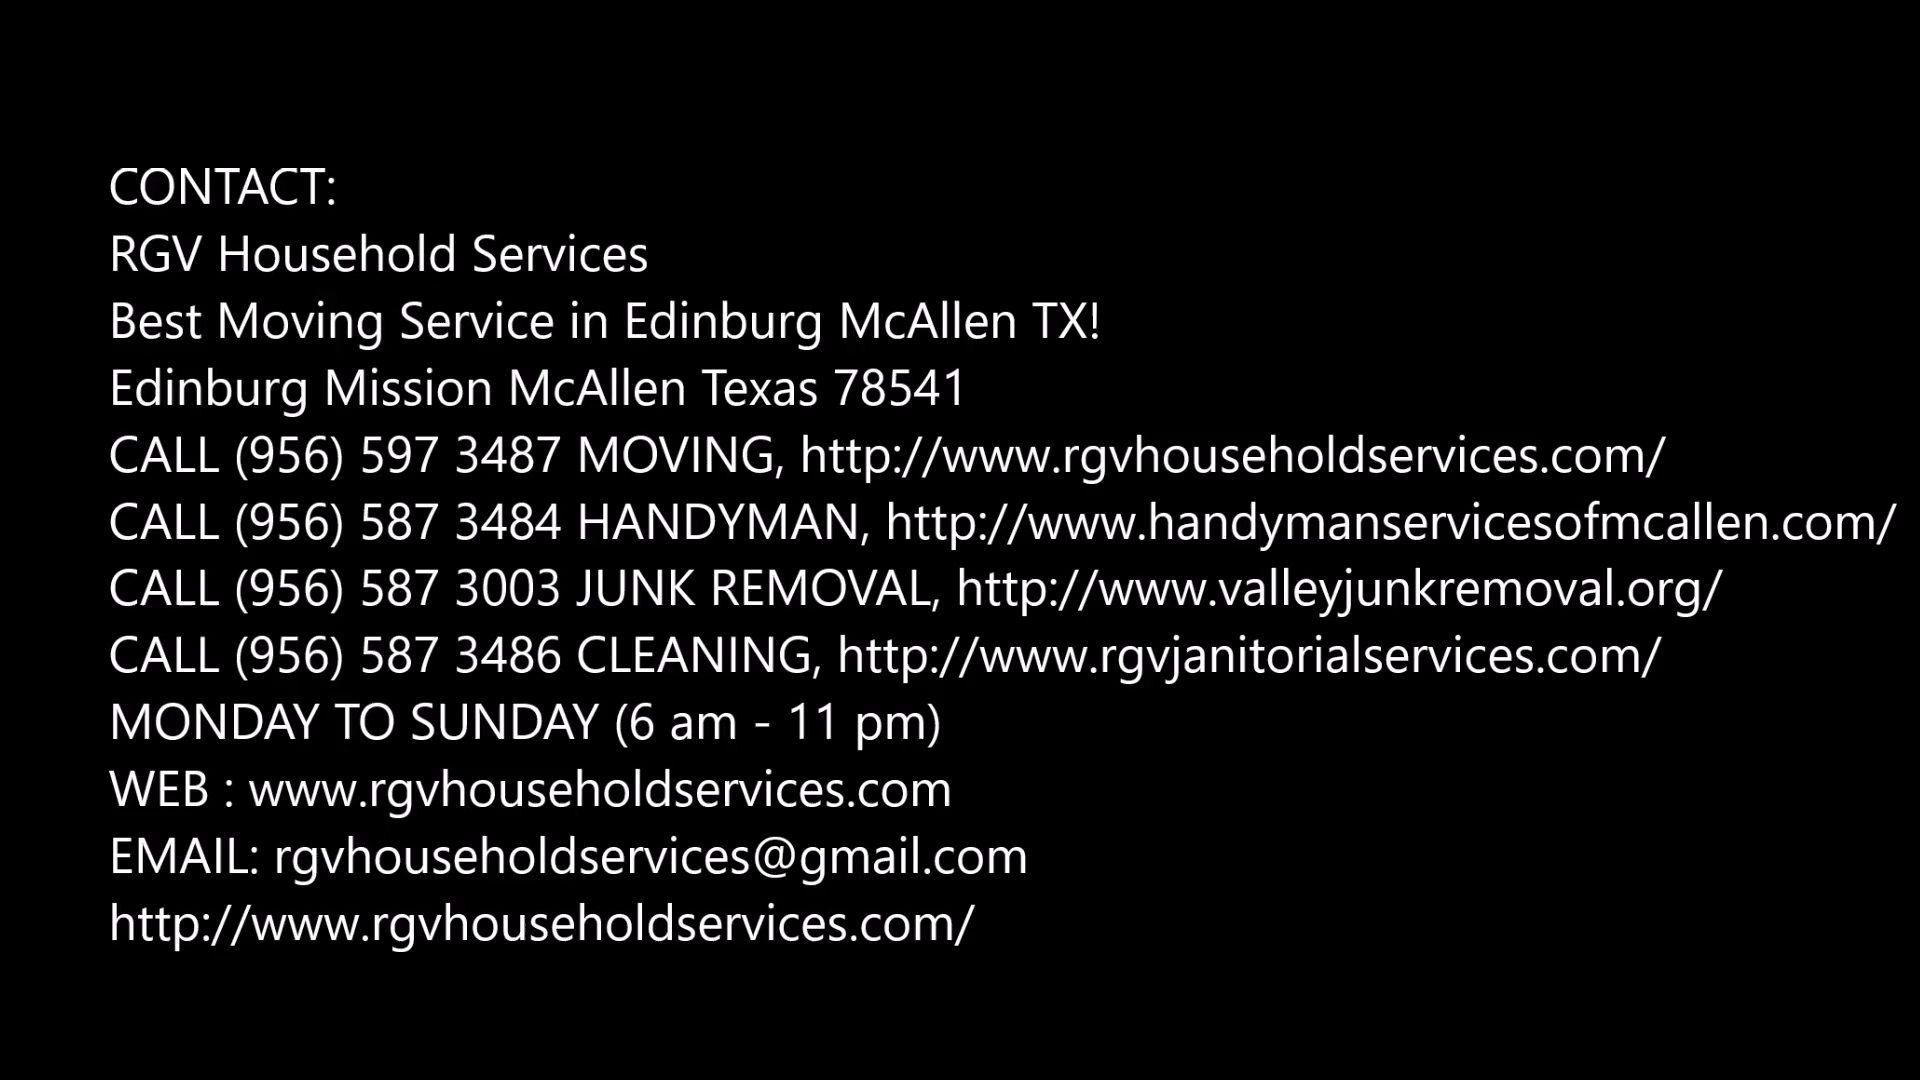 CONTACT:
RGV Household Services
Best Moving Service in Edinburg McAllen TX!
Edinburg Mission McAllen Texas 78541
CALL (956) 597 3487 MOVING, http://www.rgvhouseholdservices.com/
CALL (956) 587 3484 HANDYMAN, http://www.handymanservicesofmcallen.com/
CALL (956) 587 3003 JUNK REMOVAL, http://www.valleyjunkremoval.org/
CALL (956) 587 3486 CLEANING, http://www.rgvjanitorialservices.com/
MONDAY TO SUNDAY (6 am - 11 pm)
WEB : www.rgvhouseholdservices.com
EMAIL: rgvhouseholdservices@gmail.com
http://www.rgvhouseholdservices.com/